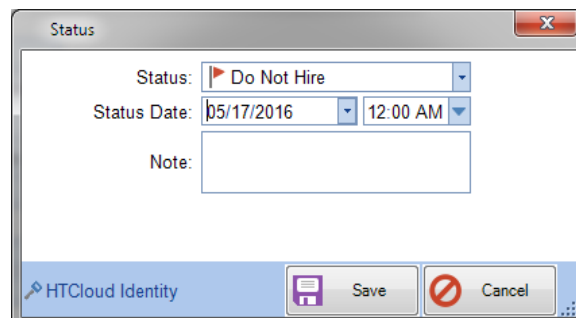 Status
Status: Do Not Hire
Status Date: 05/17/2016 12:00 AM
Note:
HTCloud Identity Save Cancel